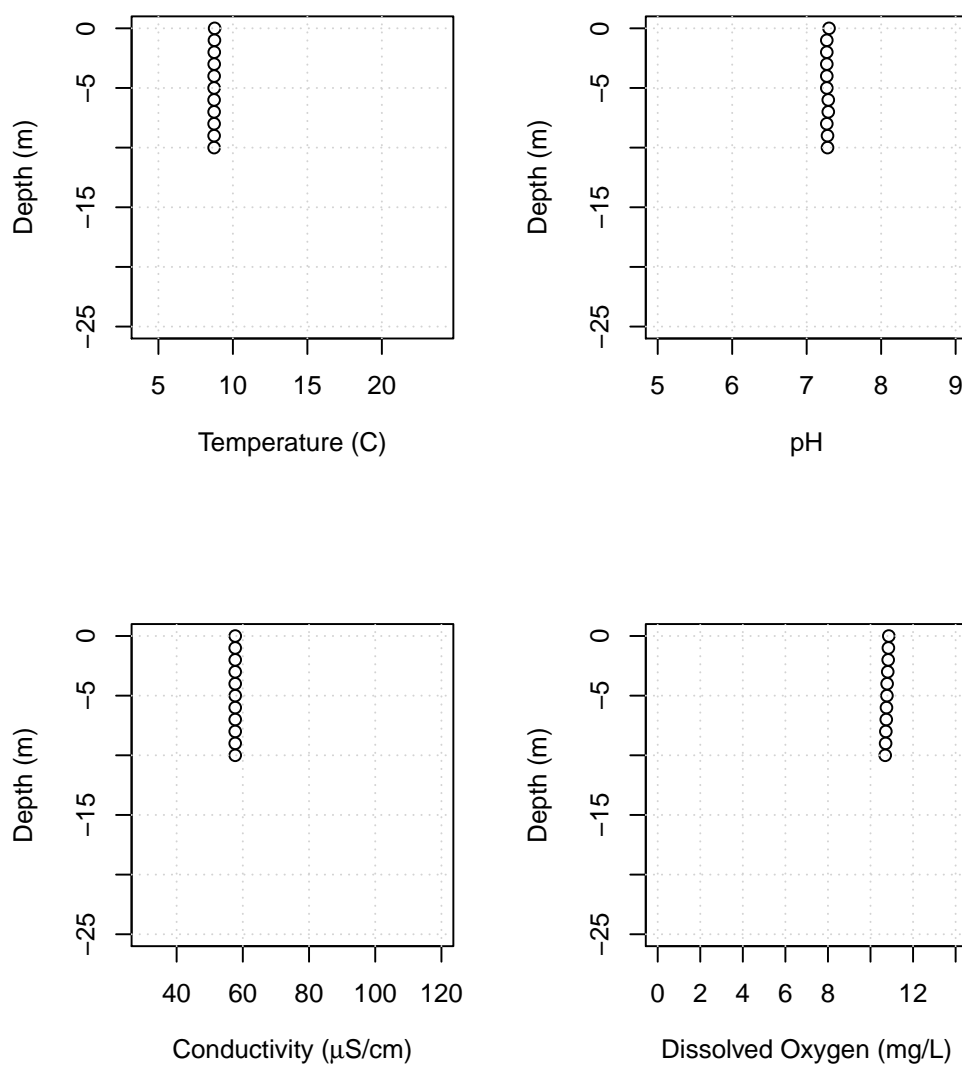 0
−5
−15
−25
Depth (m)
5 10 15 20
Temperature (C)
0
−5
−15
−25
Depth (m)
5 6 7 8 9
pH
0
−5
−15
−25
Depth (m)
40 60 80 100 120
Conductivity (μS/cm)
0
−5
−15
−25
Depth (m)
0 2 4 6 8 12
Dissolved Oxygen (mg/L)